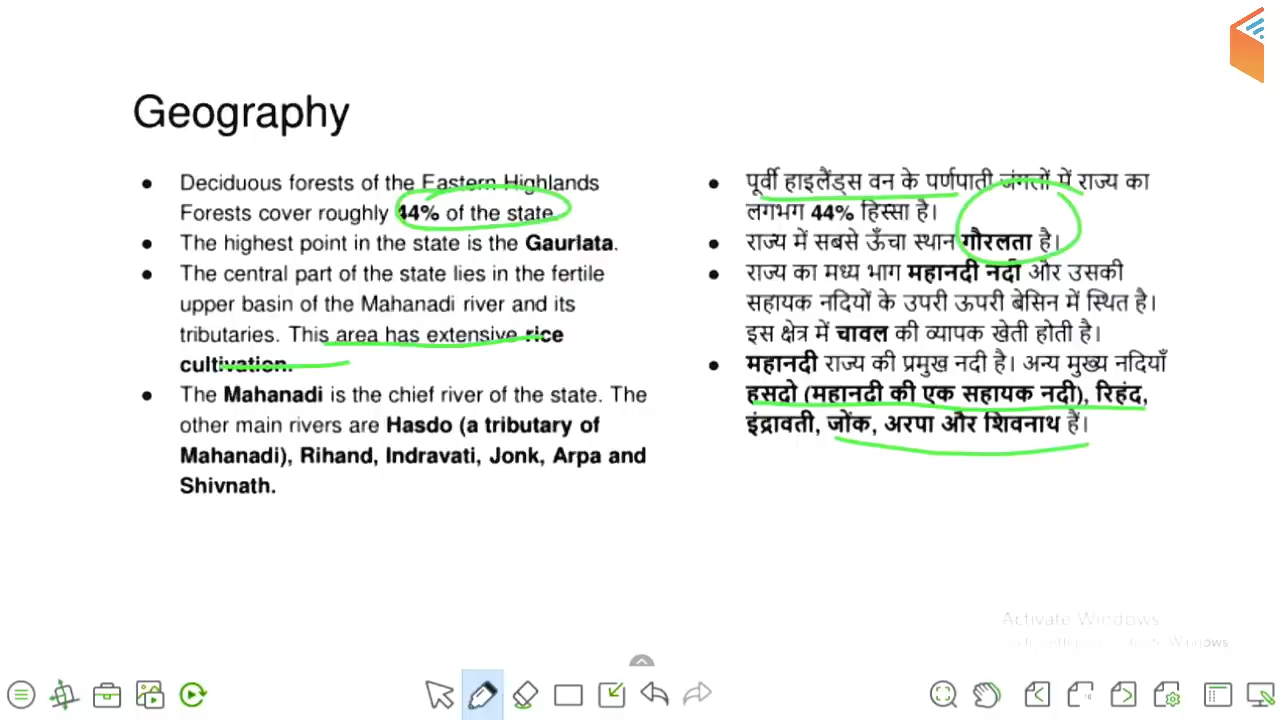 Geography
● Deciduous forests of the Eastern Highlands
Forests cover roughly 44% of the state.
● The highest point in the state is the Gaurlata.
● The central part of the state lies in the fertile
upper basin of the Mahanadi river and its
tributaries. This area has extensive rice
cultivation.
● The Mahanadi is the chief river of the state. The
other main rivers are Hasdo (a tributary of
Mahanadi), Rihand, Indravati, Jonk, Arpa and
Shivnath.
● पूर्वी हाइलैंड्स वन के पर्णपाती जंगलों में राज्य का
लगभग 44% हिस्सा है।
● राज्य में सबसे ऊँचा स्थान गौरलता है।
● राज्य का मध्य भाग महानदी नदी और उसकी
सहायक नदियों के उपरी ऊपरी बेसिन में स्थित है।
इस क्षेत्र में चावल की व्यापक खेती होती है।
● महानदी राज्य की प्रमुख नदी है। अन्य मुख्य नदियाँ
हसदो (महानदी की एक सहायक नदी), रिहंद,
इंद्रावती, जोंक, अरपा और शिवनाथ हैं।
Activate Windows
Windows